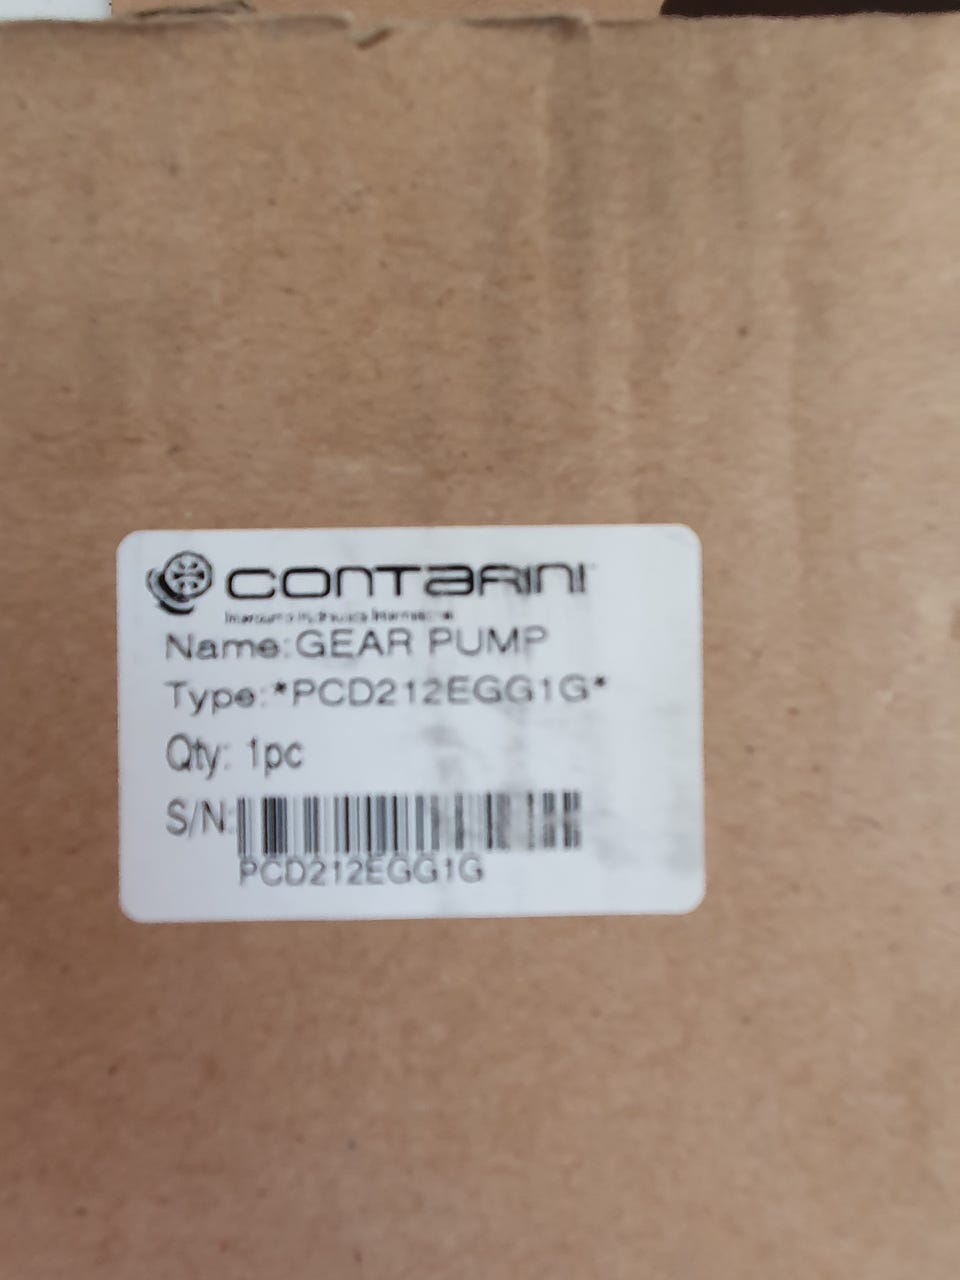 CONTARINI
Name:GEAR PUMP
Type:*PCD212EGG1G*
Qty: 1pc
S/N:
PCD212EGG1G